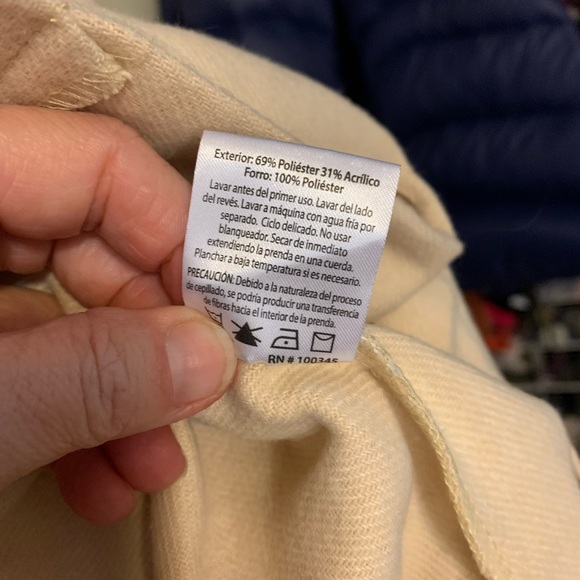 Exterior: 69% Poliéster 31% Acrílico
Forro: 100% Poliéster
Lavar antes del primer uso. Lavar del lado
del revés. Lavar a máquina con agua fría por
separado. Ciclo delicado. No usar
blanqueador. Secar de inmediato
extendiendo la prenda en una cuerda.
Planchar a baja temperatura si es necesario.
PRECAUCIÓN: Debido a la naturaleza del proceso
de cepillado, se podría producir una transferencia
de fibras hacia el interior de la prenda.
RN # 100345